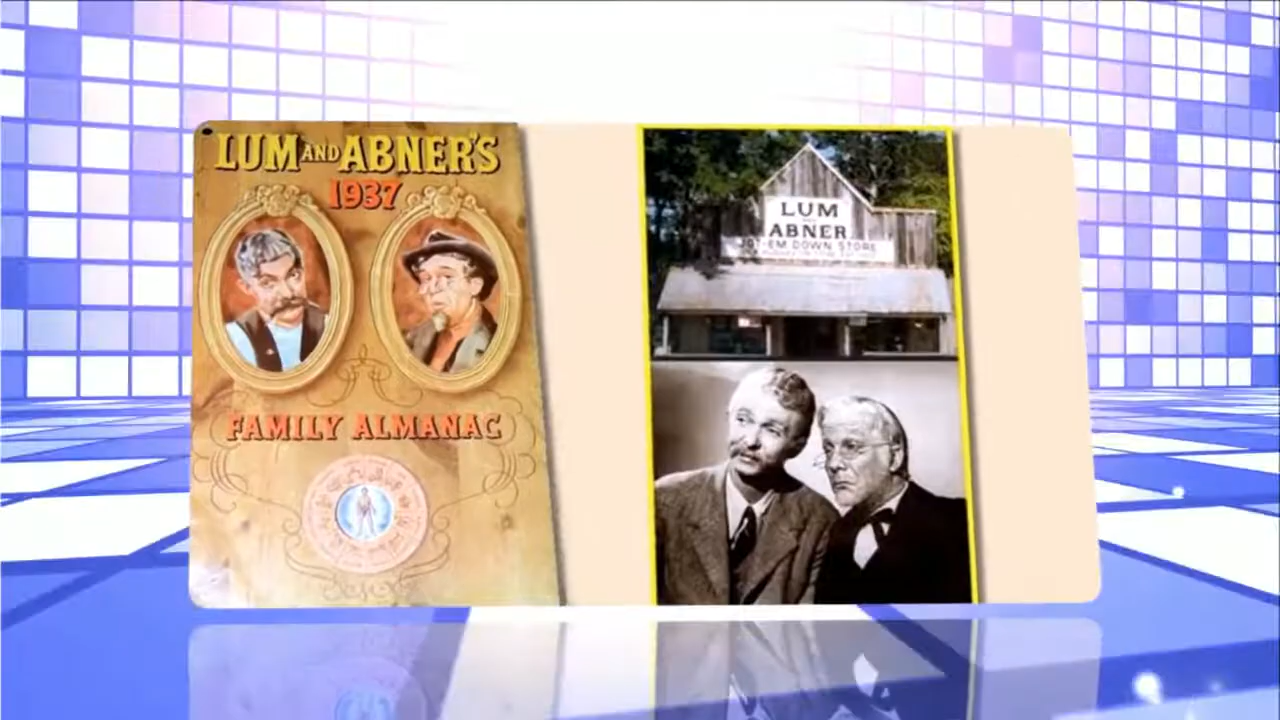 LUM AND ABNER'S
1937
FAMILY ALMANAC
LUM
AND
ABNER
JOT-EM DOWN STORE